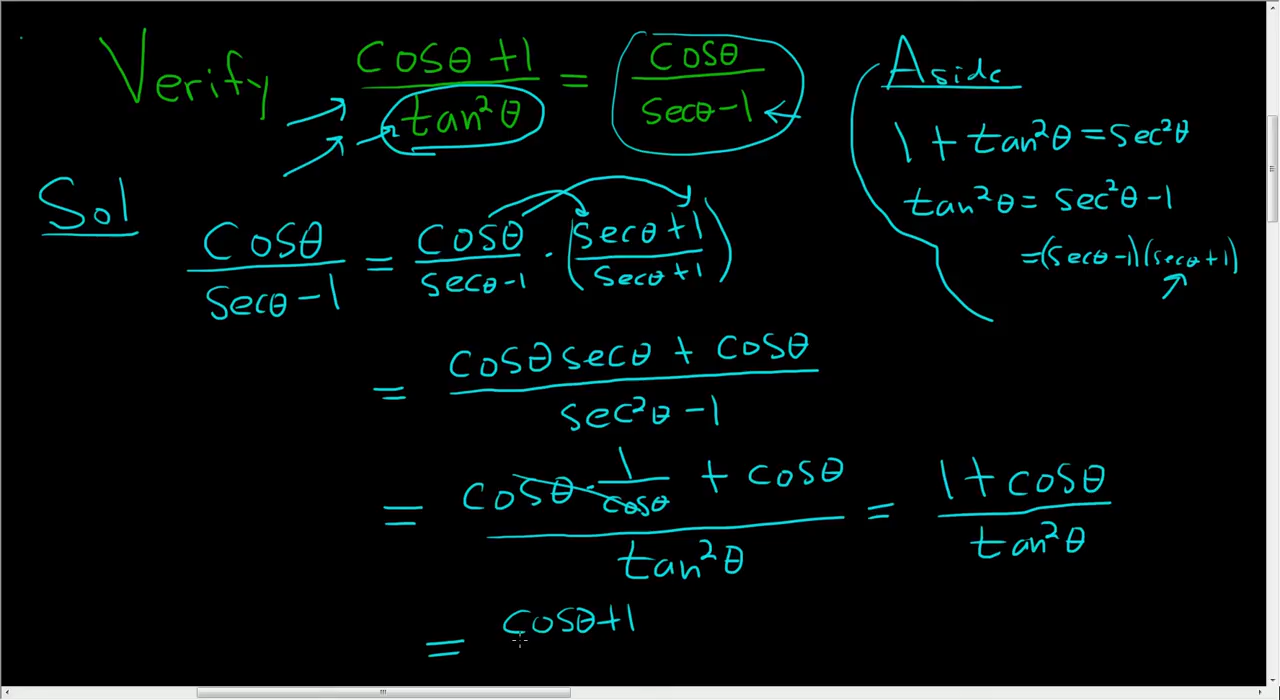 Verify (cosθ + 1)/(tan²θ) = cosθ/(secθ - 1)
Aside
1 + tan²θ = sec²θ
tan²θ = sec²θ - 1
= (secθ - 1)(secθ + 1)
Sol
cosθ/(secθ - 1) = cosθ/(secθ - 1) · ((secθ + 1)/(secθ + 1))
= (cosθ secθ + cosθ)/(sec²θ - 1)
= (cosθ · 1/cosθ + cosθ)/(tan²θ) = (1 + cosθ)/(tan²θ)
= cosθ + 1